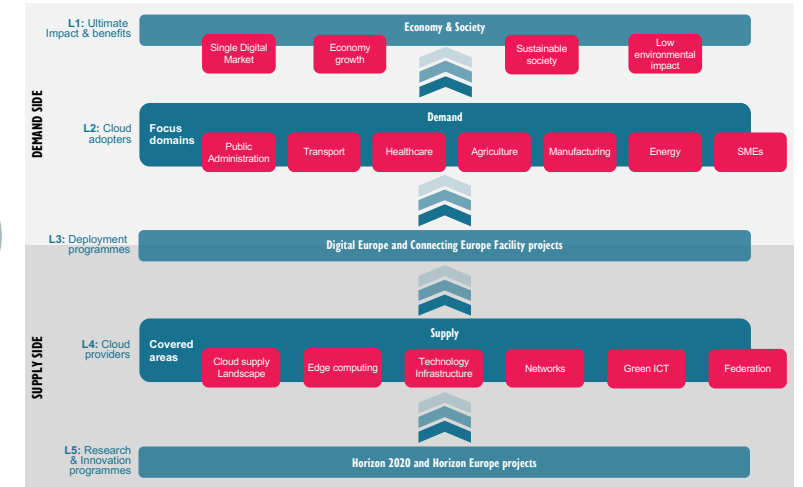 DEMAND SIDE
L1: Ultimate
Impact & benefits
Economy & Society
Single Digital
Market
Economy
growth
Sustainable
society
Low
environmental
impact
L2: Cloud
adopters
Demand
Focus
domains
Public
Administration
Transport
Healthcare
Agriculture
Manufacturing
Energy
SMEs
L3: Deployment
programmes
Digital Europe and Connecting Europe Facility projects
SUPPLY SIDE
L4: Cloud
providers
Supply
Covered
areas
Cloud supply
Landscape
Edge computing
Technology
Infrastructure
Networks
Green ICT
Federation
L5: Research
& Innovation
programmes
Horizon 2020 and Horizon Europe projects